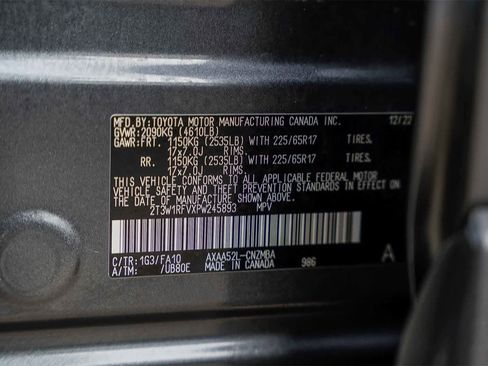 MFD.BY:TOYOTA MOTOR MANUFACTURING CANADA INC. 12/22
GVWR:2090KG (4610LB)
GAWR:FRT. 1150KG (2535LB) WITH 225/65R17 TIRES.
17x7.0J RIMS.
RR. 1150KG (2535LB) WITH 225/65R17 TIRES.
17x7.0J RIMS.
THIS VEHICLE CONFORMS TO ALL APPLICABLE FEDERAL MOTOR
VEHICLE SAFETY AND THEFT PREVENTION STANDARDS IN EFFECT ON
THE DATE OF MANUFACTURE SHOWN ABOVE.
2T3W1RFVXPW245893 MPV
C/TR:1G3/FA10 AXAA52L-CNZMBA
A/TM: /UB80E MADE IN CANADA 986 A